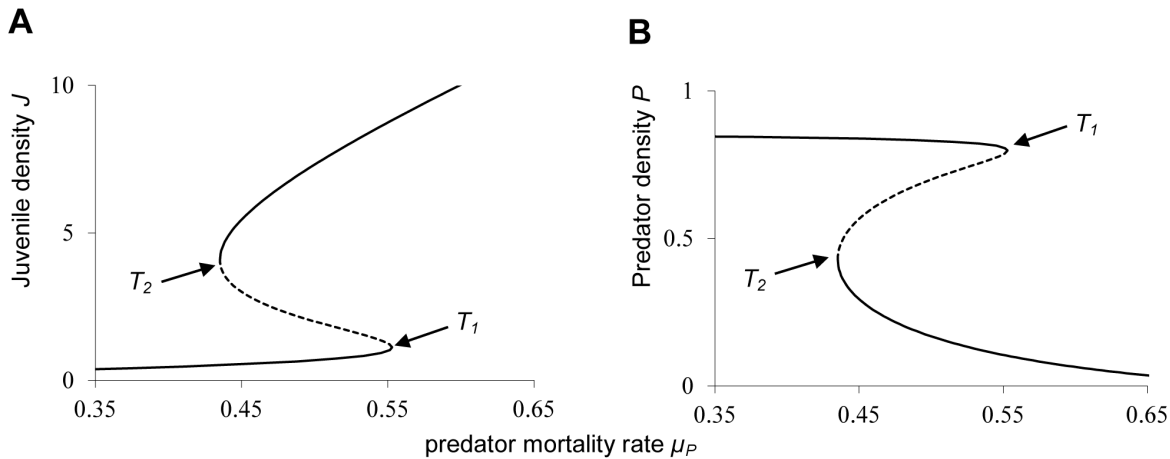 A
Juvenile density J
10
5
0
0.35
0.45
0.55
0.65
T2
T1
B
Predator density P
1
0.5
0
0.35
0.45
0.55
0.65
T1
T2
predator mortality rate μP